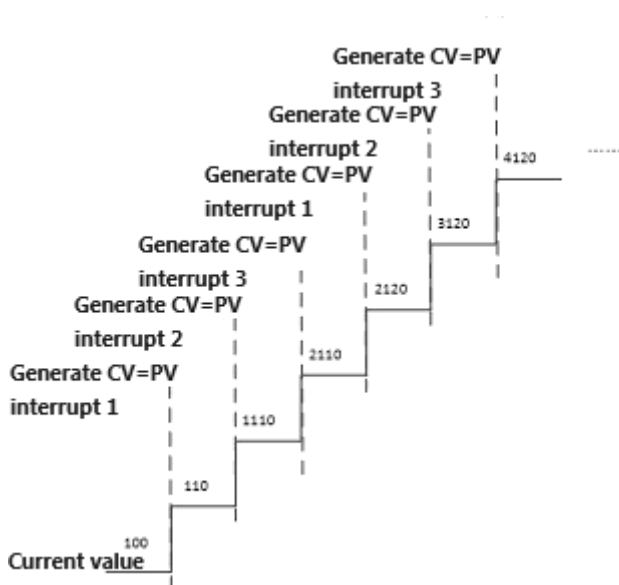 Generate CV=PV
interrupt 3
Generate CV=PV
interrupt 2
4120
Generate CV=PV
interrupt 1
3120
Generate CV=PV
interrupt 3
2120
Generate CV=PV
interrupt 2
2110
Generate CV=PV
interrupt 1
1110
110
100
Current value